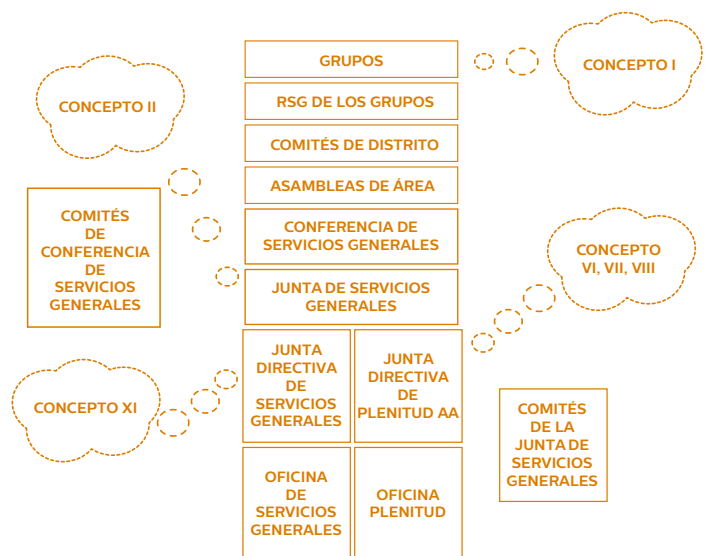 GRUPOS
CONCEPTO I
RSG DE LOS GRUPOS
CONCEPTO II
COMITÉS DE DISTRITO
ASAMBLEAS DE ÁREA
COMITÉS
DE
CONFERENCIA
DE
SERVICIOS
GENERALES
CONFERENCIA DE
SERVICIOS GENERALES
CONCEPTO
VI, VII, VIII
JUNTA DE SERVICIOS
GENERALES
JUNTA
DIRECTIVA
DE
SERVICIOS
GENERALES
JUNTA
DIRECTIVA
DE
PLENITUD AA
CONCEPTO XI
COMITÉS
DE LA
JUNTA DE
SERVICIOS
GENERALES
OFICINA
DE
SERVICIOS
GENERALES
OFICINA
PLENITUD